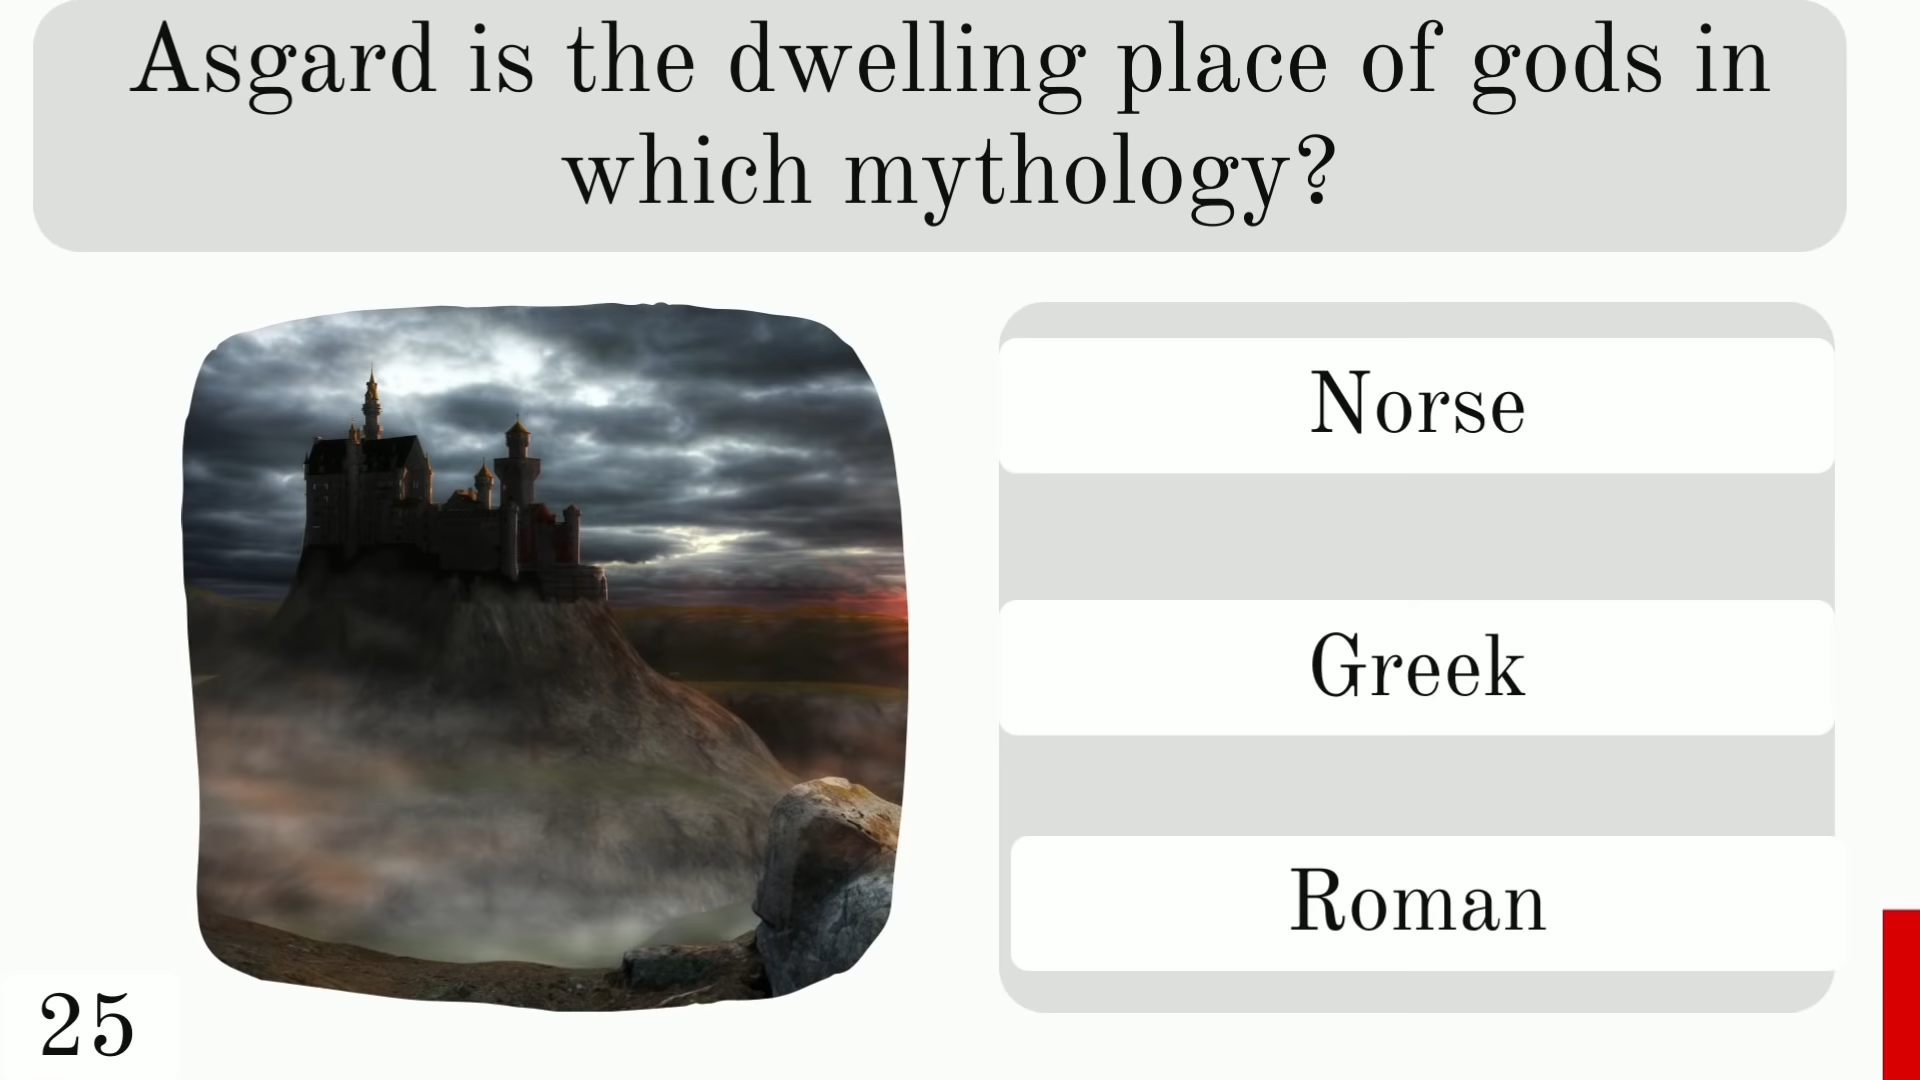 Asgard is the dwelling place of gods in
which mythology?
Norse
Greek
Roman
25